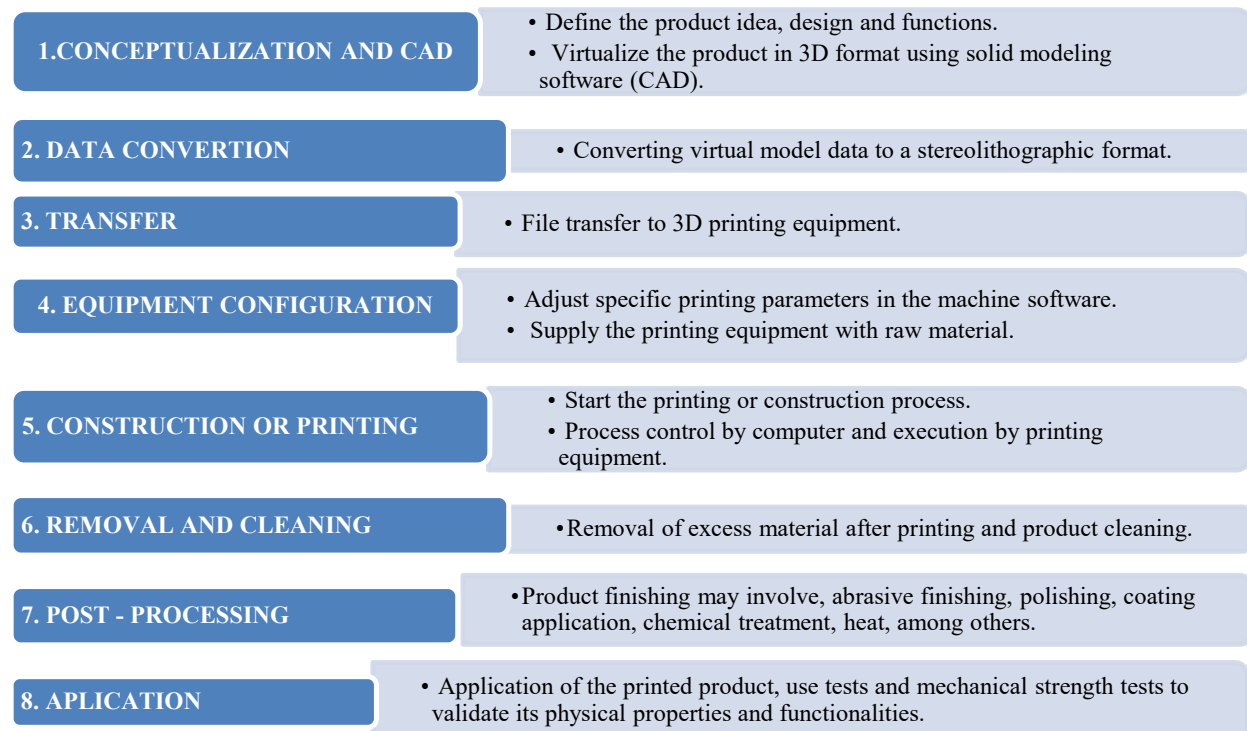 1.CONCEPTUALIZATION AND CAD
• Define the product idea, design and functions.
• Virtualize the product in 3D format using solid modeling
software (CAD).
2. DATA CONVERTION
• Converting virtual model data to a stereolithographic format.
3. TRANSFER
• File transfer to 3D printing equipment.
4. EQUIPMENT CONFIGURATION
• Adjust specific printing parameters in the machine software.
• Supply the printing equipment with raw material.
5. CONSTRUCTION OR PRINTING
• Start the printing or construction process.
• Process control by computer and execution by printing
equipment.
6. REMOVAL AND CLEANING
•Removal of excess material after printing and product cleaning.
7. POST - PROCESSING
•Product finishing may involve, abrasive finishing, polishing, coating
application, chemical treatment, heat, among others.
8. APLICATION
• Application of the printed product, use tests and mechanical strength tests to
validate its physical properties and functionalities.